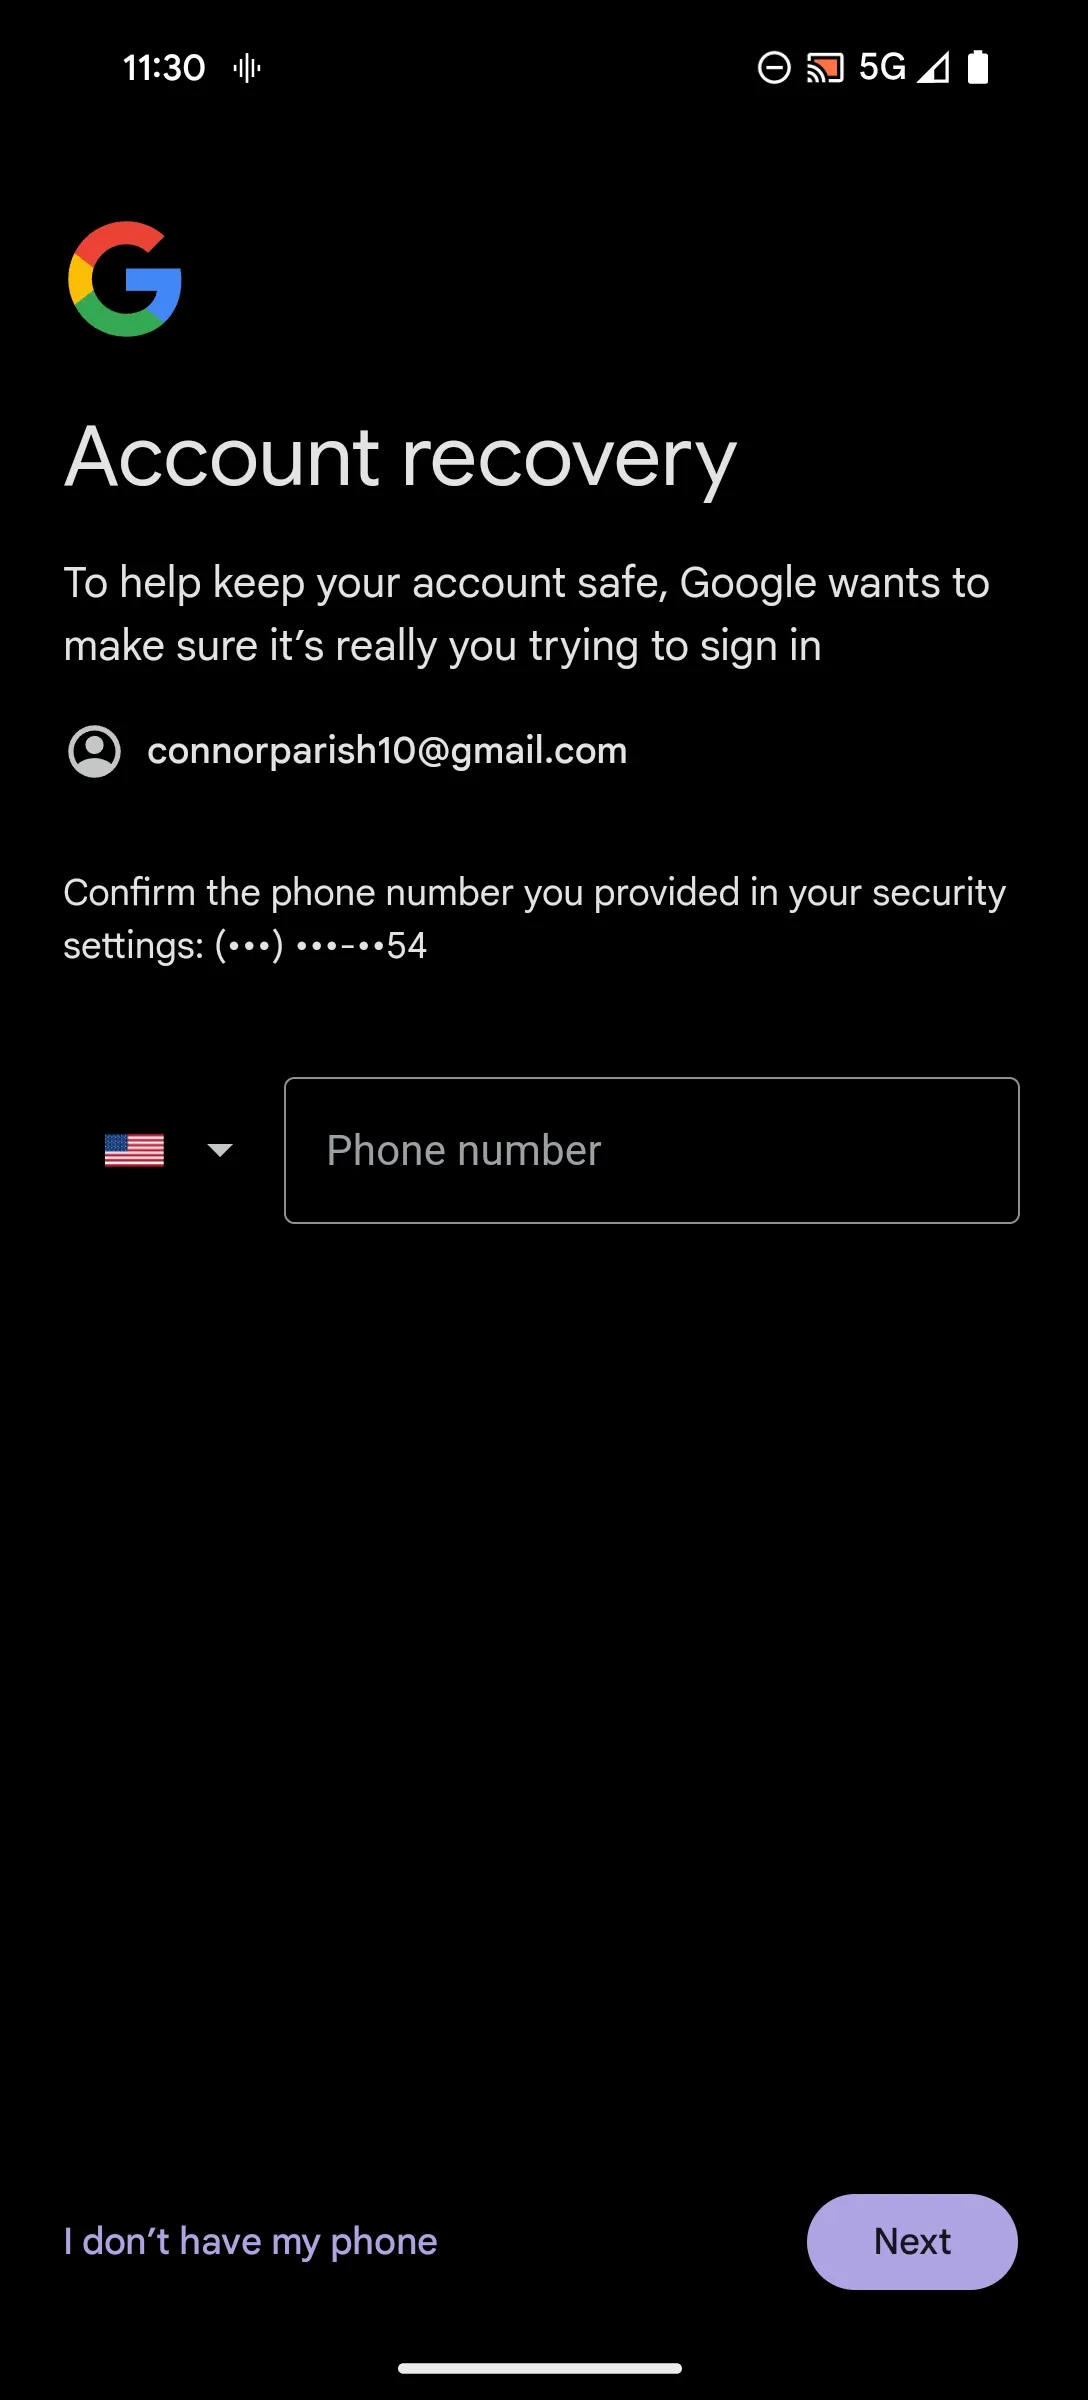 11:30 5G
Account recovery
To help keep your account safe, Google wants to
make sure it’s really you trying to sign in
connorparish10@gmail.com
Confirm the phone number you provided in your security
settings: (•••) •••-••54
Phone number
I don’t have my phone Next